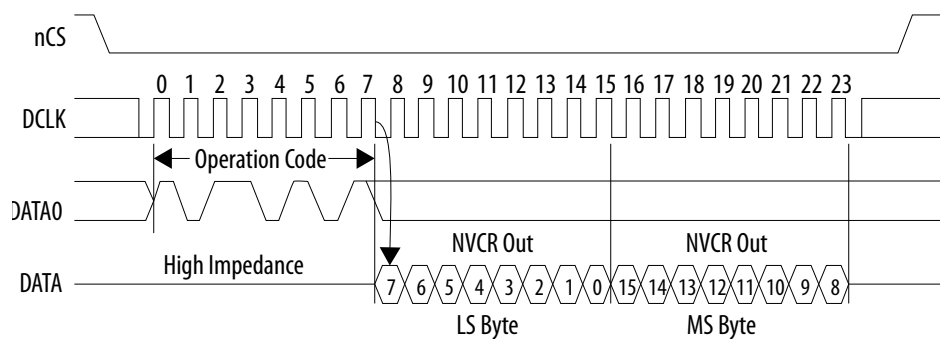 nCS
0 1 2 3 4 5 6 7 8 9 10 11 12 13 14 15 16 17 18 19 20 21 22 23
DCLK
Operation Code
DATA0
NVCR Out NVCR Out
High Impedance
DATA 7 6 5 4 3 2 1 0 15 14 13 12 11 10 9 8
LS Byte MS Byte